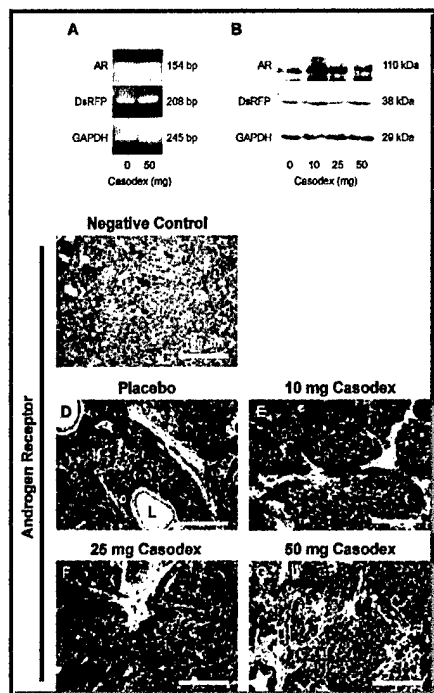 A
B
AR 154 bp
DsRFP 208 bp
GAPDH 245 bp
0 50
Casodex (mg)
AR 110 kDa
DsRFP 38 kDa
GAPDH 29 kDa
0 10 25 50
Casodex (mg)
Negative Control
Androgen Receptor
Placebo
10 mg Casodex
D
L
E
25 mg Casodex
50 mg Casodex
F